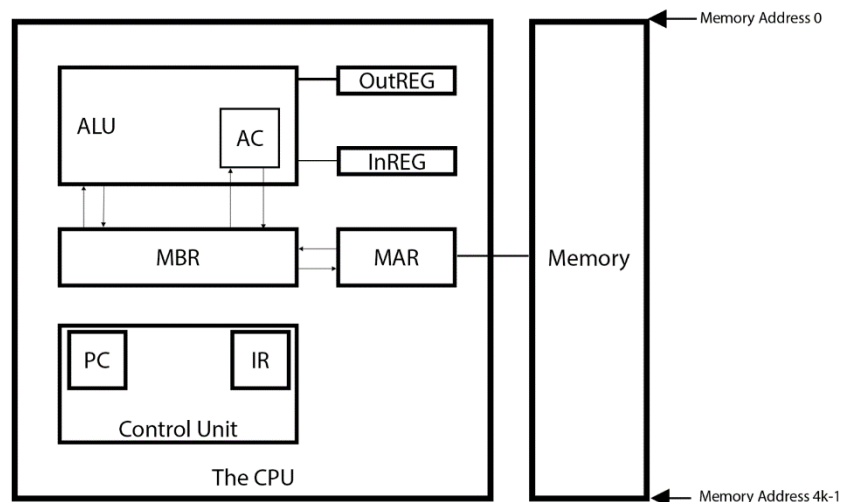 Memory Address 0
OutREG
ALU
AC
InREG
MBR
MAR
Memory
PC
IR
Control Unit
The CPU
Memory Address 4k-1